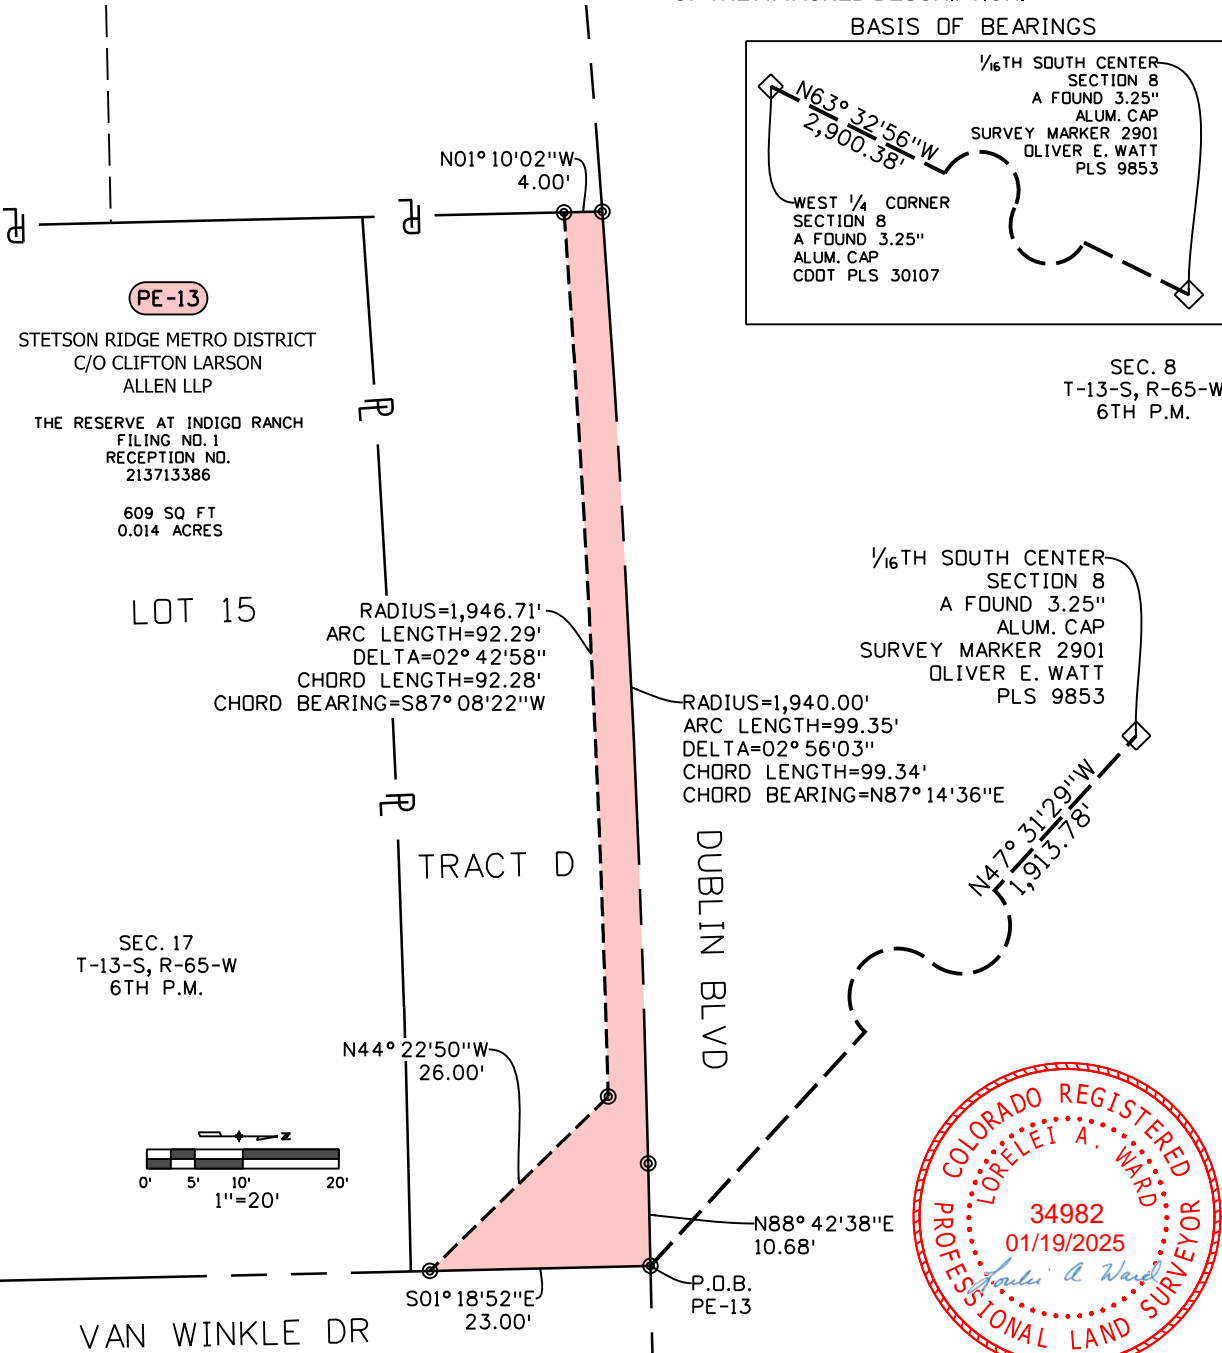 BASIS OF BEARINGS
1/16TH SOUTH CENTER
SECTION 8
A FOUND 3.25"
ALUM. CAP
SURVEY MARKER 2901
OLIVER E. WATT
PLS 9853
N63°32'56"W
2,900.38'
WEST 1/4 CORNER
SECTION 8
A FOUND 3.25"
ALUM. CAP
CDOT PLS 30107
N01°10'02"W
4.00'
PL
PL
PE-13
STETSON RIDGE METRO DISTRICT
C/O CLIFTON LARSON
ALLEN LLP
THE RESERVE AT INDIGO RANCH
FILING NO. 1
RECEPTION NO.
213713386
609 SQ FT
0.014 ACRES
PL
SEC. 8
T-13-S, R-65-W
6TH P.M.
LOT 15
RADIUS=1,946.71'
ARC LENGTH=92.29'
DELTA=02°42'58"
CHORD LENGTH=92.28'
CHORD BEARING=S87°08'22"W
1/16TH SOUTH CENTER
SECTION 8
A FOUND 3.25"
ALUM. CAP
SURVEY MARKER 2901
OLIVER E. WATT
PLS 9853
RADIUS=1,940.00'
ARC LENGTH=99.35'
DELTA=02°56'03"
CHORD LENGTH=99.34'
CHORD BEARING=N87°14'36"E
N47°31'29"W
1,913.78'
PL
TRACT D
DUBLIN BLVD
SEC. 17
T-13-S, R-65-W
6TH P.M.
N44°22'50"W
26.00'
N
0' 5' 10' 20'
1"=20'
N88°42'38"E
10.68'
P.O.B.
PE-13
S01°18'52"E
23.00'
VAN WINKLE DR
COLORADO REGISTERED
LORELEI A. WARD
34982
01/19/2025
Lorelei A Ward
PROFESSIONAL LAND SURVEYOR